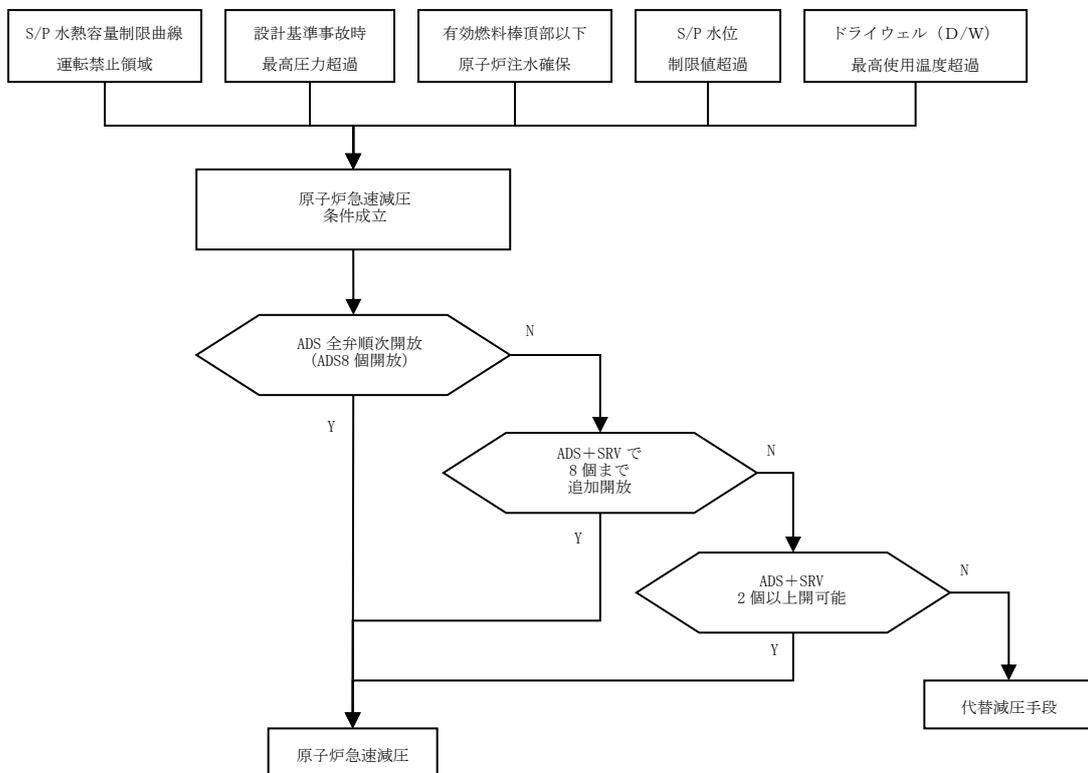 S/P 水熱容量制限曲線
運転禁止領域
設計基準事故時
最高圧力超過
有効燃料棒頂部以下
原子炉注水確保
S/P 水位
制限値超過
ドライウェル（D/W）
最高使用温度超過
原子炉急速減圧
条件成立
ADS 全弁順次開放
（ADS8 個開放）
N
Y
ADS＋SRV で
8 個まで
追加開放
N
Y
ADS＋SRV
2 個以上開可能
N
Y
代替減圧手段
原子炉急速減圧